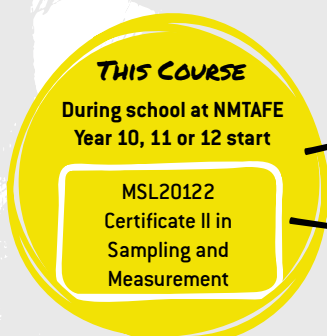 THIS COURSE
During school at NMTAFE
Year 10, 11 or 12 start
MSL20122
Certificate II in
Sampling and
Measurement